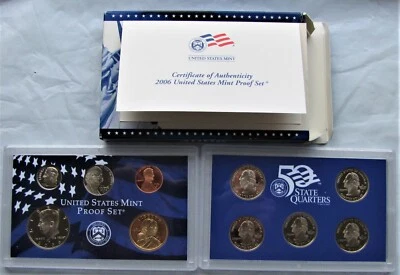 UNITED STATES MINT
Certificate of Authenticity
2006 United States Mint Proof Set®
UNITED STATES MINT
PROOF SET®
50
STATE
QUARTERS